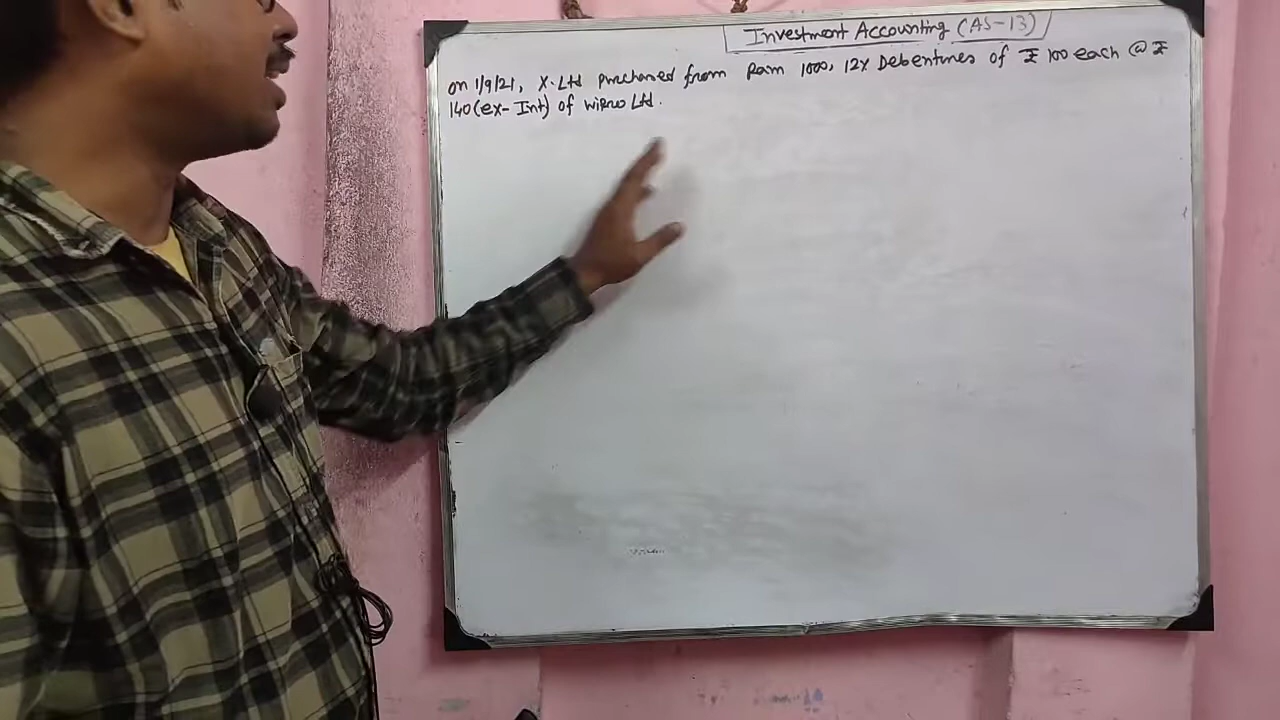 Investment Accounting (AS-13)
on 1/9/21, X. Ltd purchased from Ram 1000, 12% Debentures of ₹ 100 each @ ₹
140 (ex-Int) of wipro Ltd.